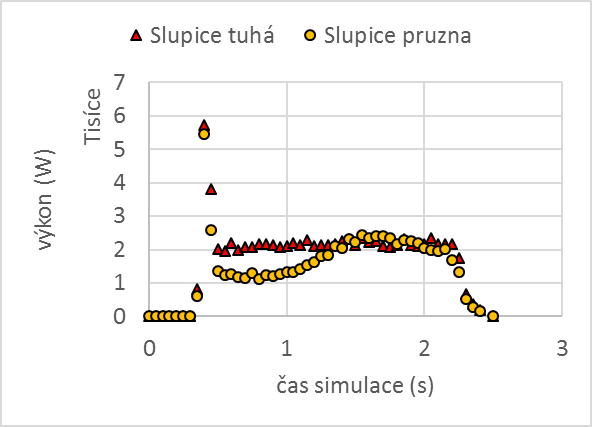 Slupice tuhá Slupice pruzna
Tisíce
výkon (W)
7
6
5
4
3
2
1
0
0 1 2 3
čas simulace (s)